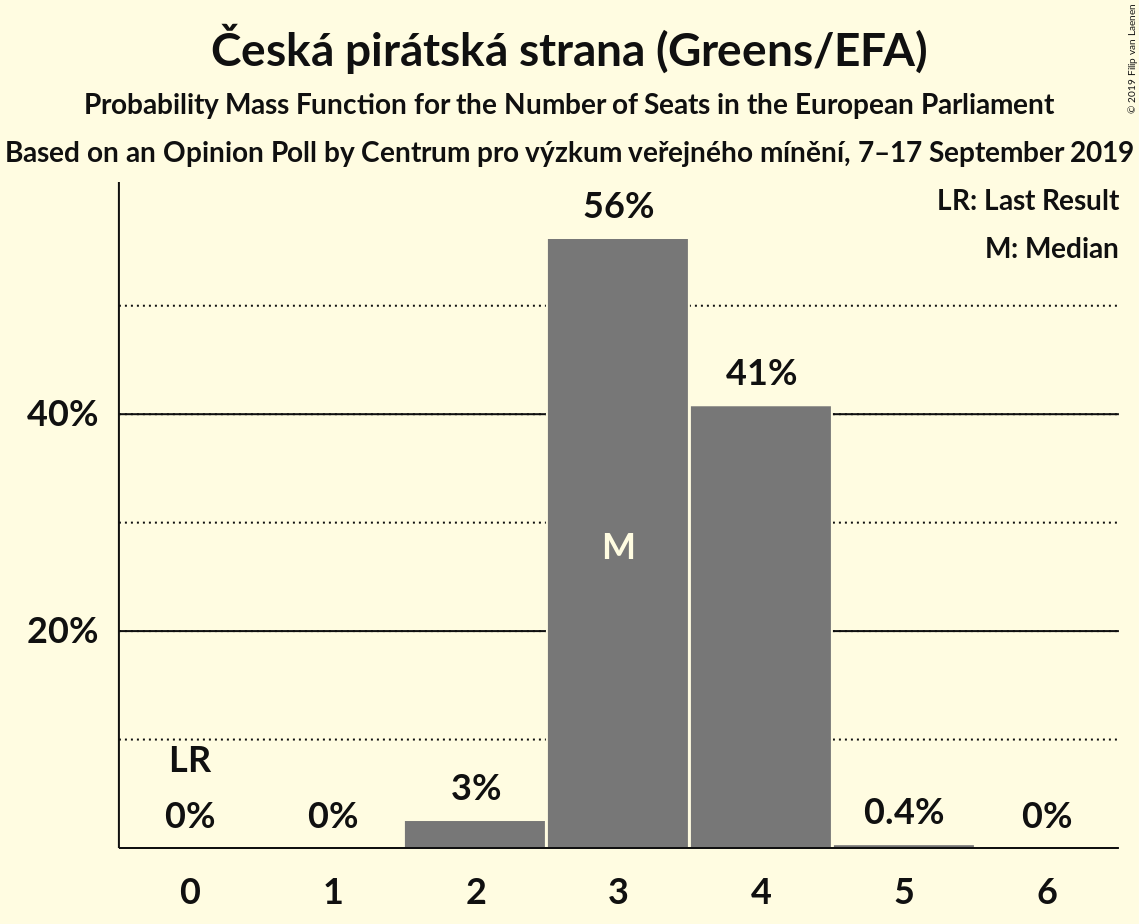 Česká pirátská strana (Greens/EFA)
Probability Mass Function for the Number of Seats in the European Parliament
Based on an Opinion Poll by Centrum pro výzkum veřejného mínění, 7–17 September 2019
© 2019 Filip van Laenen
LR: Last Result
M: Median
56%
41%
40%
M
20%
LR
0%
0%
3%
0.4%
0%
0
1
2
3
4
5
6